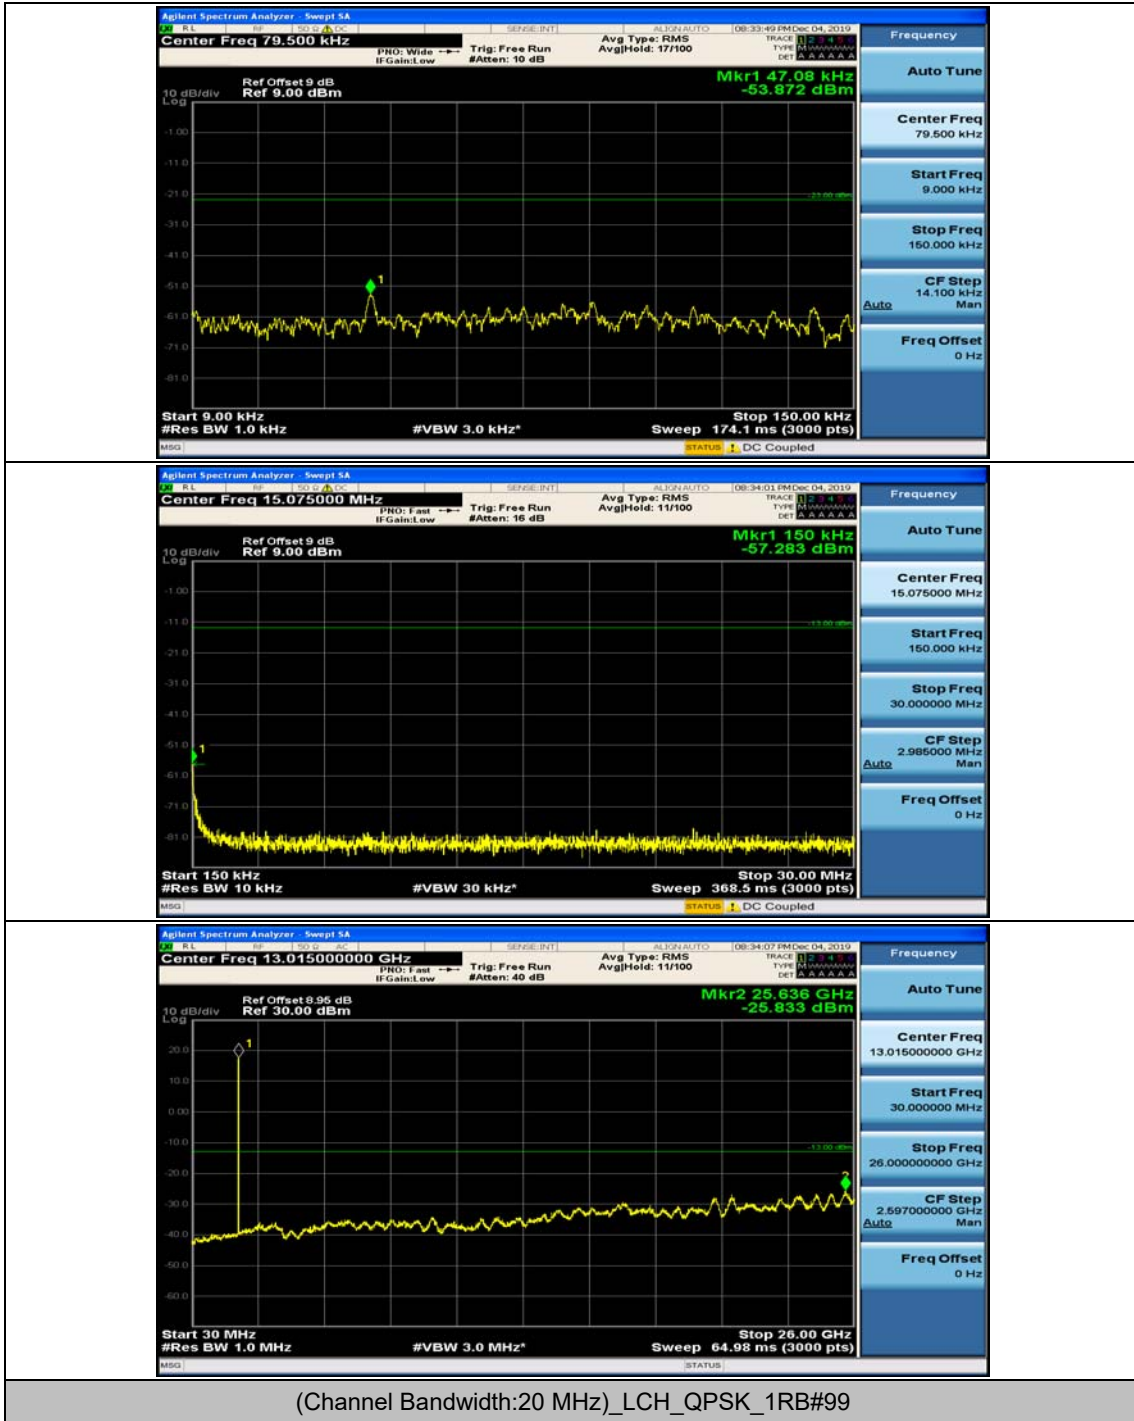 Agilent Spectrum Analyzer - Swept SA
RL RF 50 Ω DC SENSE:INT ALIGN AUTO 08:33:49 PM Dec 04, 2019
Center Freq 79.500 kHz
PNO: Wide Trig: Free Run Avg Type: RMS TRACE 1 2 3 4 5 6
IFGain:Low #Atten: 10 dB Avg|Hold: 17/100 TYPE M
DET A A A A A A
Ref Offset 9 dB Mkr1 47.08 kHz
10 dB/div Ref 9.00 dBm -53.872 dBm
Log
-1.00
-11.0
-21.0
-21.00 dBm
-31.0
-41.0
-51.0
1
-61.0
-71.0
-81.0
Start 9.00 kHz Stop 150.00 kHz
#Res BW 1.0 kHz #VBW 3.0 kHz* Sweep 174.1 ms (3000 pts)
MSG STATUS DC Coupled
Frequency
Auto Tune
Center Freq
79.500 kHz
Start Freq
9.000 kHz
Stop Freq
150.000 kHz
CF Step
14.100 kHz
Auto Man
Freq Offset
0 Hz
Agilent Spectrum Analyzer - Swept SA
RL RF 50 Ω DC SENSE:INT ALIGN AUTO 08:34:01 PM Dec 04, 2019
Center Freq 15.075000 MHz
PNO: Fast Trig: Free Run Avg Type: RMS TRACE 1 2 3 4 5 6
IFGain:Low #Atten: 16 dB Avg|Hold: 11/100 TYPE M
DET A A A A A A
Ref Offset 9 dB Mkr1 150 kHz
10 dB/div Ref 9.00 dBm -57.283 dBm
Log
-1.00
-11.0
-13.00 dBm
-21.0
-31.0
-41.0
-51.0
1
-61.0
-71.0
-81.0
Start 150 kHz Stop 30.00 MHz
#Res BW 10 kHz #VBW 30 kHz* Sweep 368.5 ms (3000 pts)
MSG STATUS DC Coupled
Frequency
Auto Tune
Center Freq
15.075000 MHz
Start Freq
150.000 kHz
Stop Freq
30.000000 MHz
CF Step
2.985000 MHz
Auto Man
Freq Offset
0 Hz
Agilent Spectrum Analyzer - Swept SA
RL RF 50 Ω AC SENSE:INT ALIGN AUTO 08:34:07 PM Dec 04, 2019
Center Freq 13.015000000 GHz
PNO: Fast Trig: Free Run Avg Type: RMS TRACE 1 2 3 4 5 6
IFGain:Low #Atten: 40 dB Avg|Hold: 11/100 TYPE M
DET A A A A A A
Ref Offset 8.95 dB Mkr2 25.636 GHz
10 dB/div Ref 30.00 dBm -25.833 dBm
Log
1
20.0
10.0
0.00
-10.0
-13.00 dBm
-20.0
2
-30.0
-40.0
-50.0
-60.0
Start 30 MHz Stop 26.00 GHz
#Res BW 1.0 MHz #VBW 3.0 MHz* Sweep 64.98 ms (3000 pts)
MSG STATUS
Frequency
Auto Tune
Center Freq
13.015000000 GHz
Start Freq
30.000000 MHz
Stop Freq
26.000000000 GHz
CF Step
2.597000000 GHz
Auto Man
Freq Offset
0 Hz
(Channel Bandwidth:20 MHz)_LCH_QPSK_1RB#99